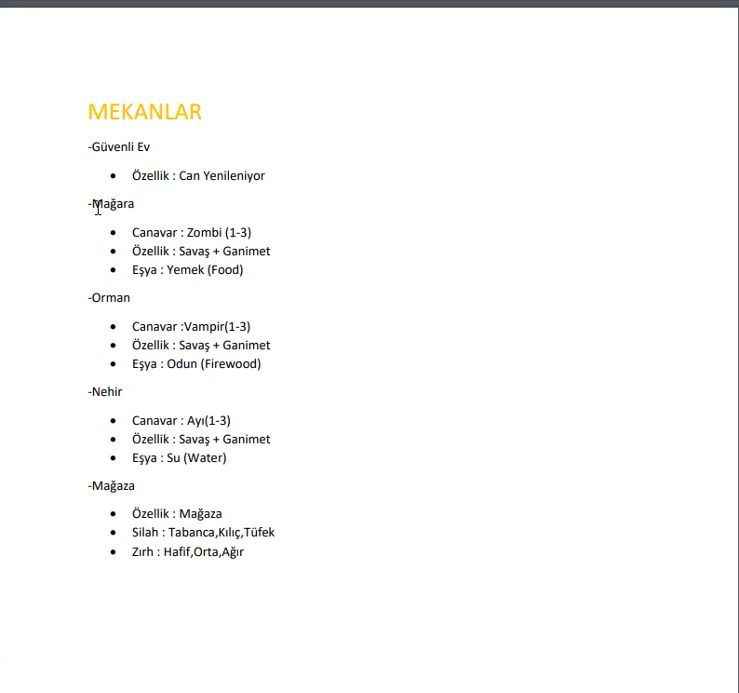 MEKANLAR
-Güvenli Ev
• Özellik : Can Yenileniyor
-Mağara
• Canavar : Zombi (1-3)
• Özellik : Savaş + Ganimet
• Eşya : Yemek (Food)
-Orman
• Canavar :Vampir(1-3)
• Özellik : Savaş + Ganimet
• Eşya : Odun (Firewood)
-Nehir
• Canavar : Ayı(1-3)
• Özellik : Savaş + Ganimet
• Eşya : Su (Water)
-Mağaza
• Özellik : Mağaza
• Silah : Tabanca,Kılıç,Tüfek
• Zırh : Hafif,Orta,Ağır